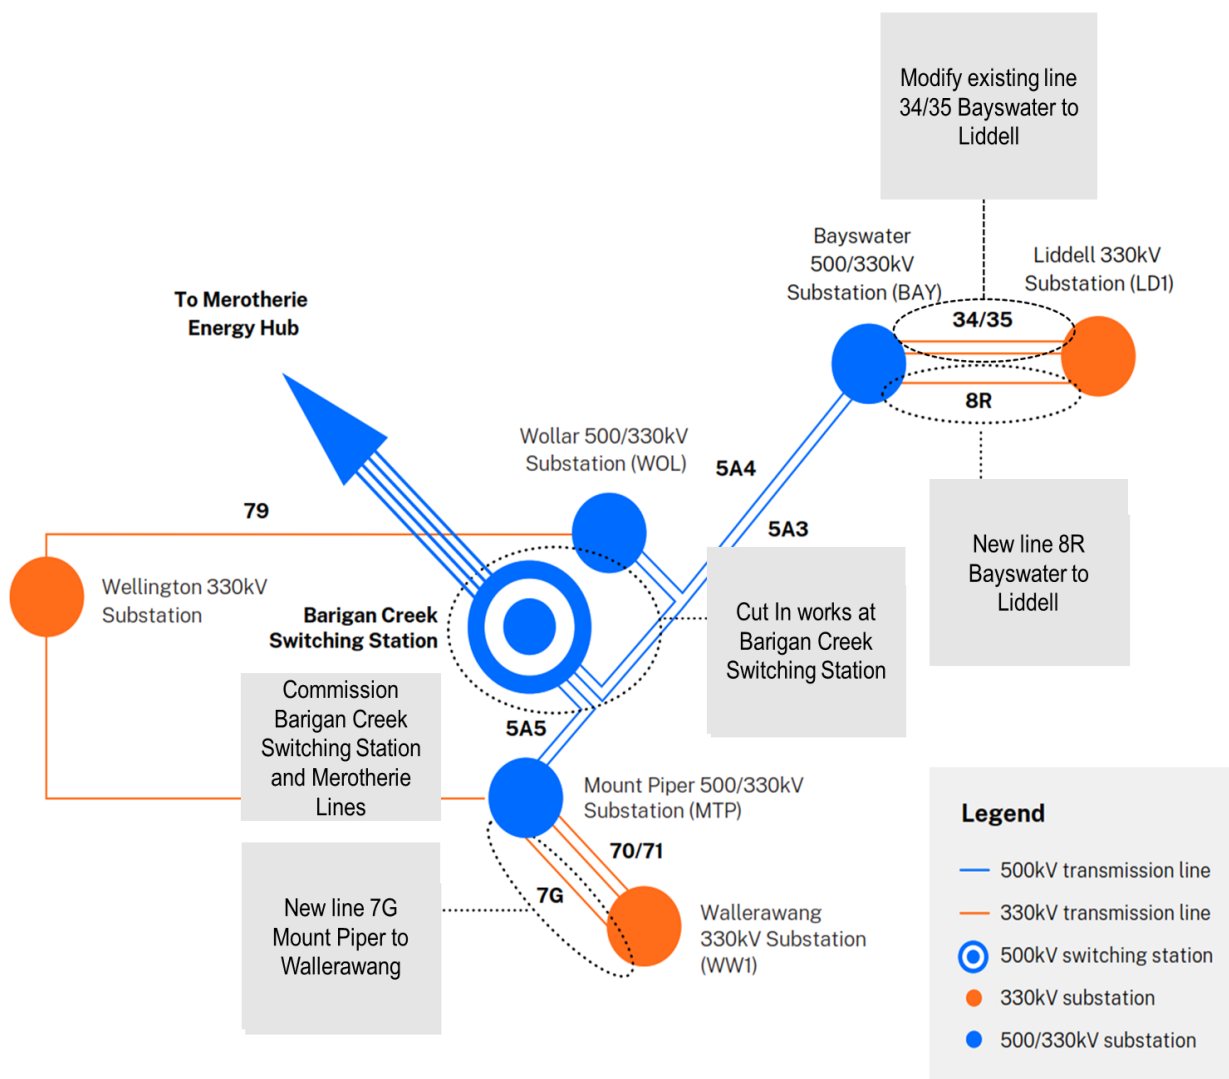 Modify existing line
34/35 Bayswater to
Liddell
Bayswater
500/330kV
Substation (BAY)
Liddell 330kV
Substation (LD1)
To Merotherie
Energy Hub
34/35
8R
Wollar 500/330kV
Substation (WOL)
5A4
79
5A3
New line 8R
Bayswater to
Liddell
Wellington 330kV
Substation
Barigan Creek
Switching Station
Cut In works at
Barigan Creek
Switching Station
Commission
Barigan Creek
Switching Station
and Merotherie
Lines
5A5
Mount Piper 500/330kV
Substation (MTP)
70/71
7G
New line 7G
Mount Piper to
Wallerawang
Wallerawang
330kV Substation
(WW1)
Legend
500kV transmission line
330kV transmission line
500kV switching station
330kV substation
500/330kV substation